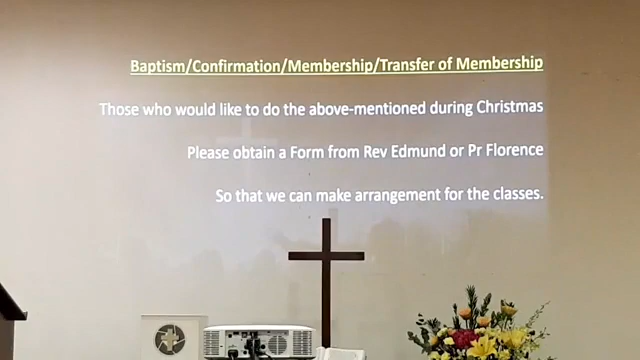 Baptism/Confirmation/Membership/Transfer of Membership
Those who would like to do the above-mentioned during Christmas
Please obtain a Form from Rev Edmund or Pr Florence
So that we can make arrangement for the classes.